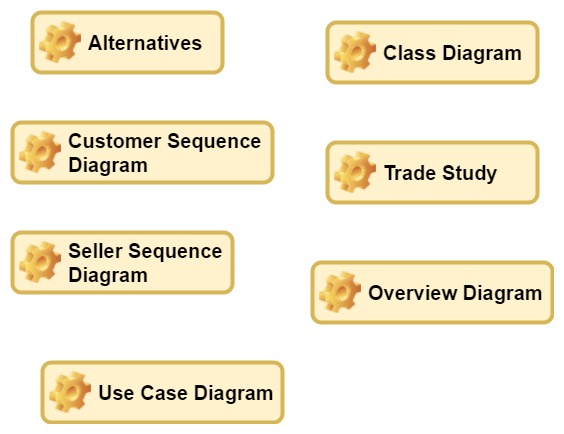 Alternatives
Class Diagram
Customer Sequence
Diagram
Trade Study
Seller Sequence
Diagram
Overview Diagram
Use Case Diagram